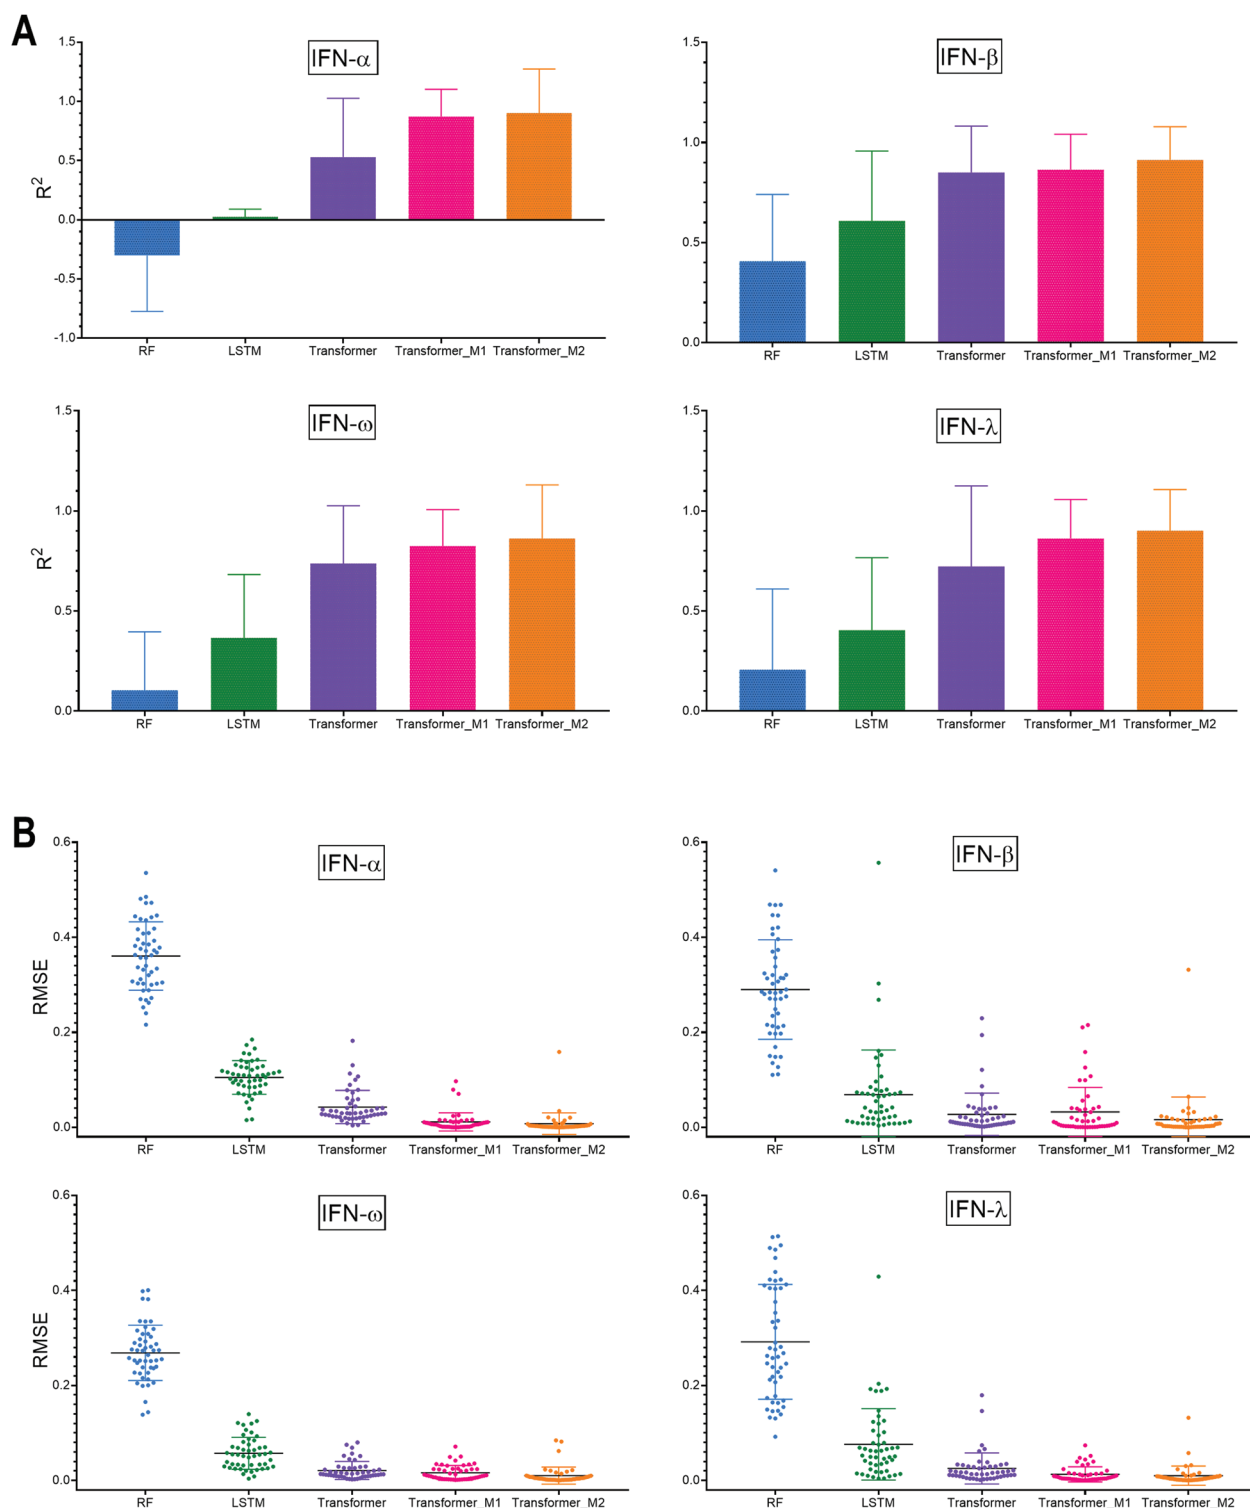 A
IFN-α
R²
1.5
1.0
0.5
0.0
-0.5
-1.0
RF LSTM Transformer Transformer_M1 Transformer_M2
IFN-β
1.5
1.0
0.5
0.0
RF LSTM Transformer Transformer_M1 Transformer_M2
IFN-ω
R²
1.5
1.0
0.5
0.0
RF LSTM Transformer Transformer_M1 Transformer_M2
IFN-λ
1.5
1.0
0.5
0.0
RF LSTM Transformer Transformer_M1 Transformer_M2
B
IFN-α
RMSE
0.6
0.4
0.2
0.0
RF LSTM Transformer Transformer_M1 Transformer_M2
IFN-β
0.6
0.4
0.2
0.0
RF LSTM Transformer Transformer_M1 Transformer_M2
IFN-ω
RMSE
0.6
0.4
0.2
0.0
RF LSTM Transformer Transformer_M1 Transformer_M2
IFN-λ
0.6
0.4
0.2
0.0
RF LSTM Transformer Transformer_M1 Transformer_M2